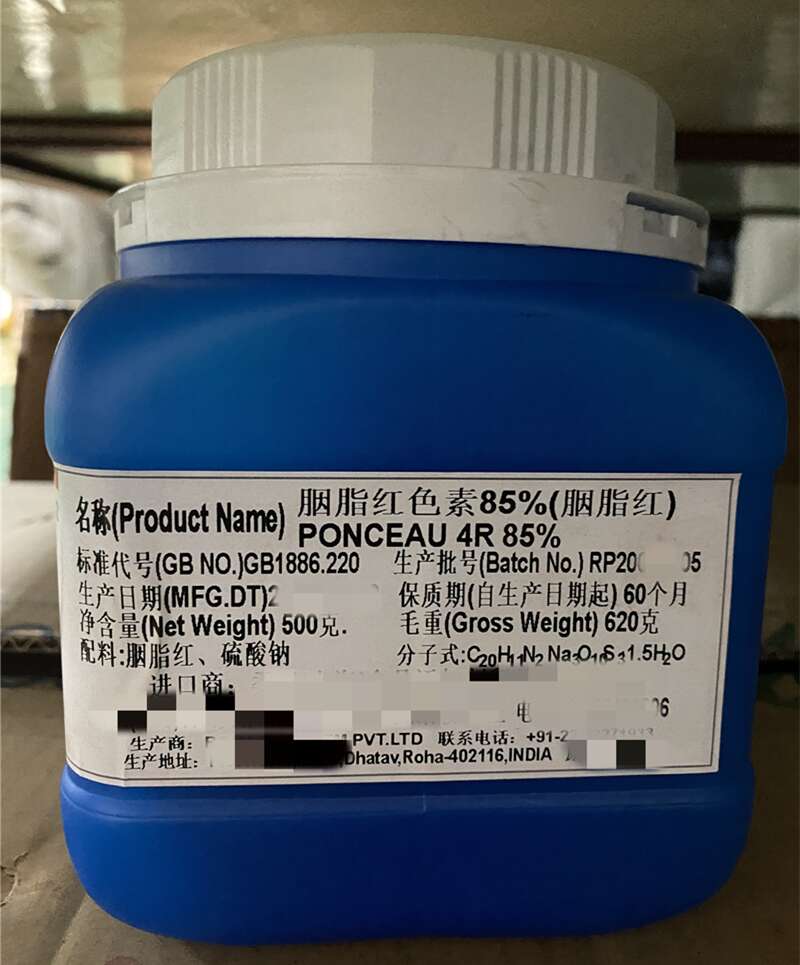 名称(Product Name) 胭脂红色素85%(胭脂红)
PONCEAU 4R 85%
标准代号(GB NO.)GB1886.220 生产批号(Batch No.) RP20 05
生产日期(MFG.DT)2 保质期(自生产日期起) 60个月
净含量(Net Weight) 500克. 毛重(Gross Weight) 620克
配料:胭脂红、硫酸钠 分子式:C20H11N2Na3O10S31.5H2O
进口商:
电 06
生产商: PVT.LTD 联系电话: +91-2
生产地址: ,Dhatav,Roha-402116,INDIA